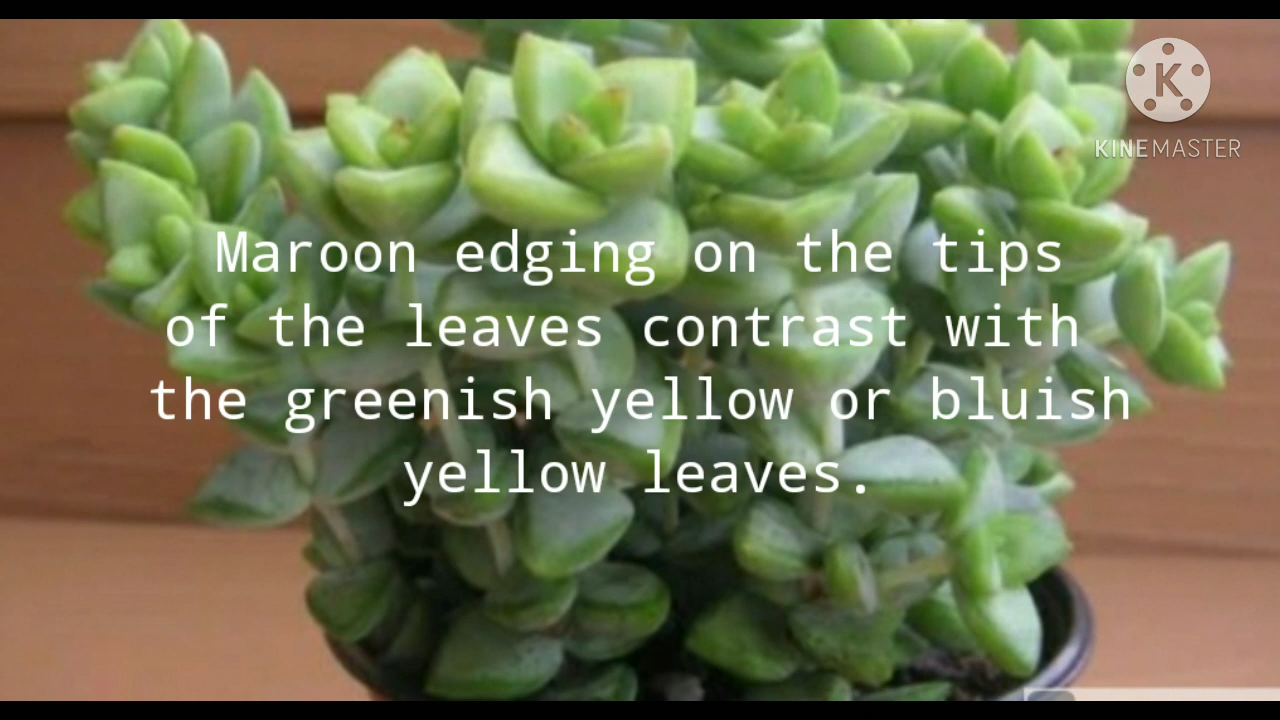 K
KINEMASTER
Maroon edging on the tips
of the leaves contrast with
the greenish yellow or bluish
yellow leaves.